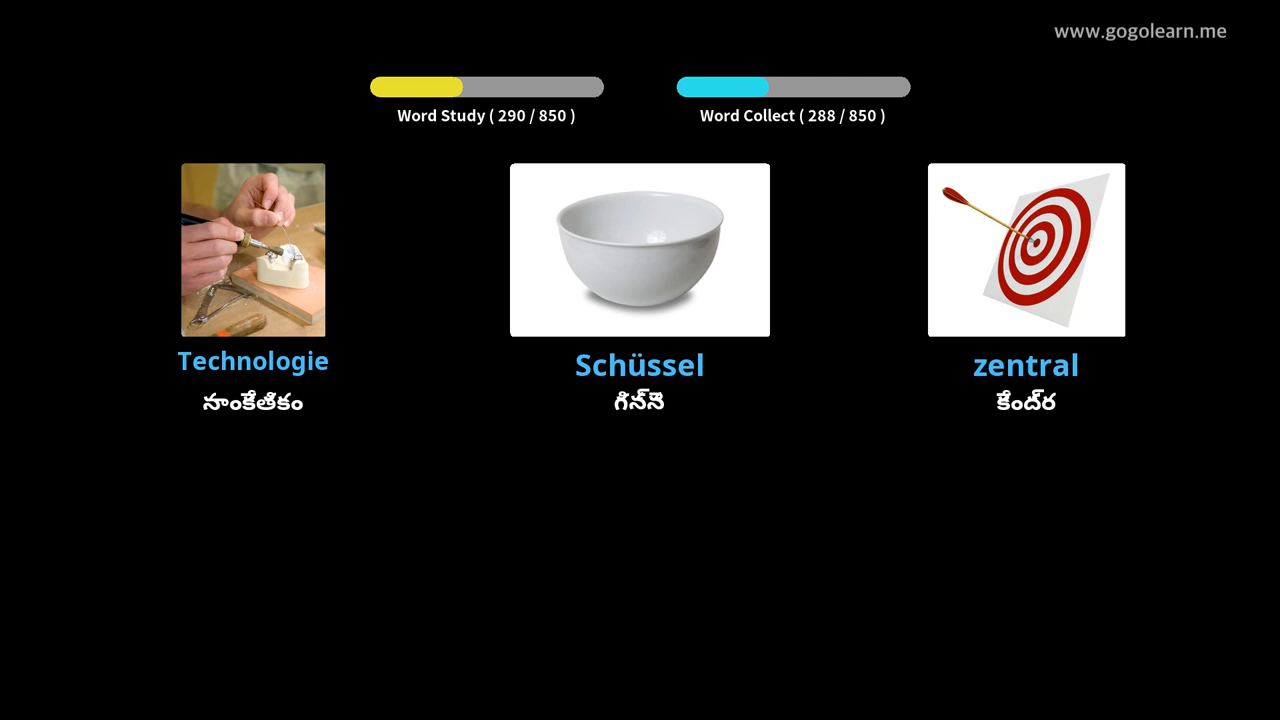 www.gogolearn.me
Word Study ( 290 / 850 )
Word Collect ( 288 / 850 )
Technologie
Schüssel
zentral
సాంకేతికం
గిన్నె
కేంద్ర